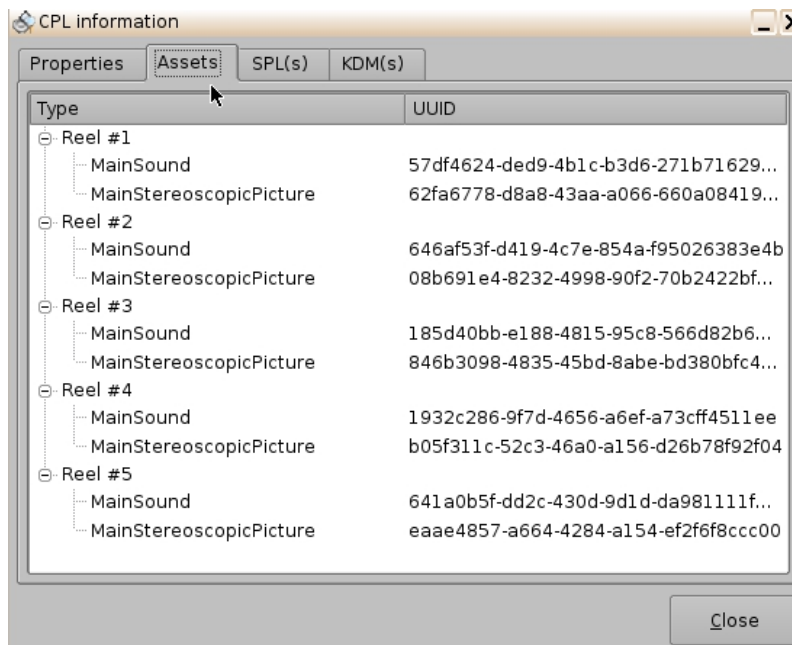 CPL information
Properties Assets SPL(s) KDM(s)
Type UUID
Reel #1
MainSound 57df4624-ded9-4b1c-b3d6-271b71629...
MainStereoscopicPicture 62fa6778-d8a8-43aa-a066-660a08419...
Reel #2
MainSound 646af53f-d419-4c7e-854a-f95026383e4b
MainStereoscopicPicture 08b691e4-8232-4998-90f2-70b2422bf...
Reel #3
MainSound 185d40bb-e188-4815-95c8-566d82b6...
MainStereoscopicPicture 846b3098-4835-45bd-8abe-bd380bfc4...
Reel #4
MainSound 1932c286-9f7d-4656-a6ef-a73cff4511ee
MainStereoscopicPicture b05f311c-52c3-46a0-a156-d26b78f92f04
Reel #5
MainSound 641a0b5f-dd2c-430d-9d1d-da981111f...
MainStereoscopicPicture eaae4857-a664-4284-a154-ef2f6f8ccc00
Close